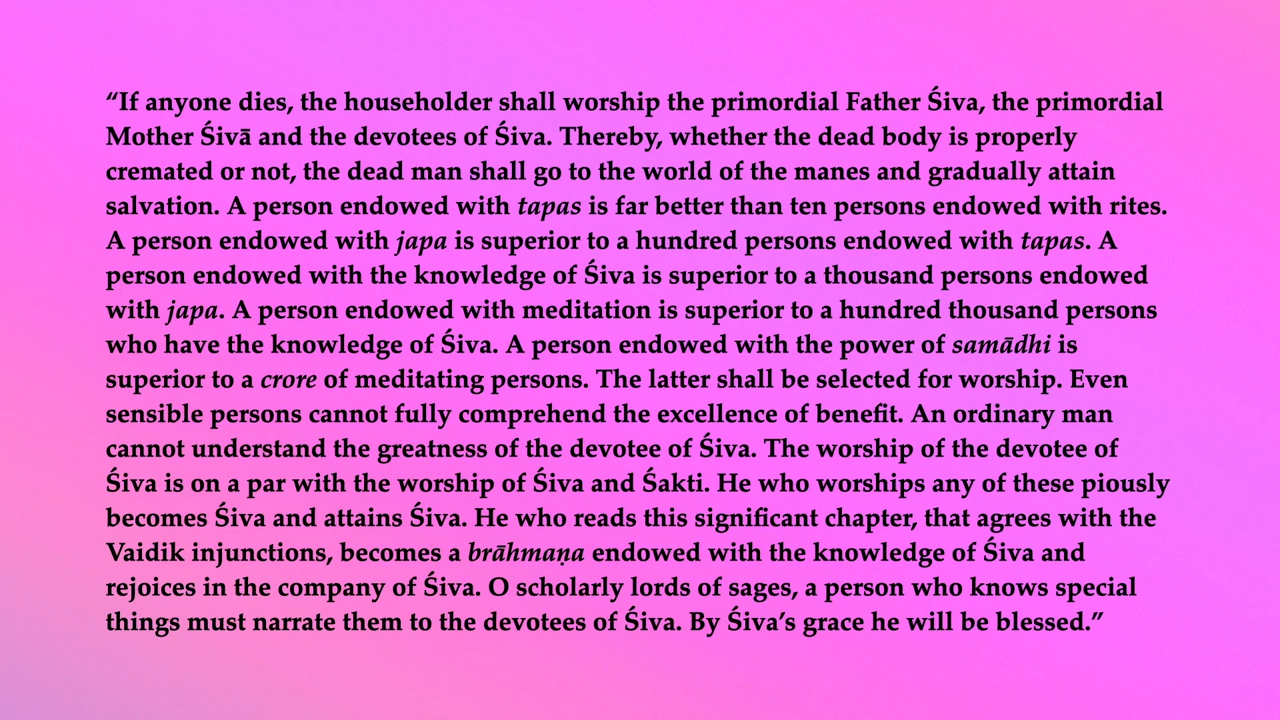 “If anyone dies, the householder shall worship the primordial Father Śiva, the primordial
Mother Śivā and the devotees of Śiva. Thereby, whether the dead body is properly
cremated or not, the dead man shall go to the world of the manes and gradually attain
salvation. A person endowed with tapas is far better than ten persons endowed with rites.
A person endowed with japa is superior to a hundred persons endowed with tapas. A
person endowed with the knowledge of Śiva is superior to a thousand persons endowed
with japa. A person endowed with meditation is superior to a hundred thousand persons
who have the knowledge of Śiva. A person endowed with the power of samādhi is
superior to a crore of meditating persons. The latter shall be selected for worship. Even
sensible persons cannot fully comprehend the excellence of benefit. An ordinary man
cannot understand the greatness of the devotee of Śiva. The worship of the devotee of
Śiva is on a par with the worship of Śiva and Śakti. He who worships any of these piously
becomes Śiva and attains Śiva. He who reads this significant chapter, that agrees with the
Vaidik injunctions, becomes a brāhmaṇa endowed with the knowledge of Śiva and
rejoices in the company of Śiva. O scholarly lords of sages, a person who knows special
things must narrate them to the devotees of Śiva. By Śiva’s grace he will be blessed.”